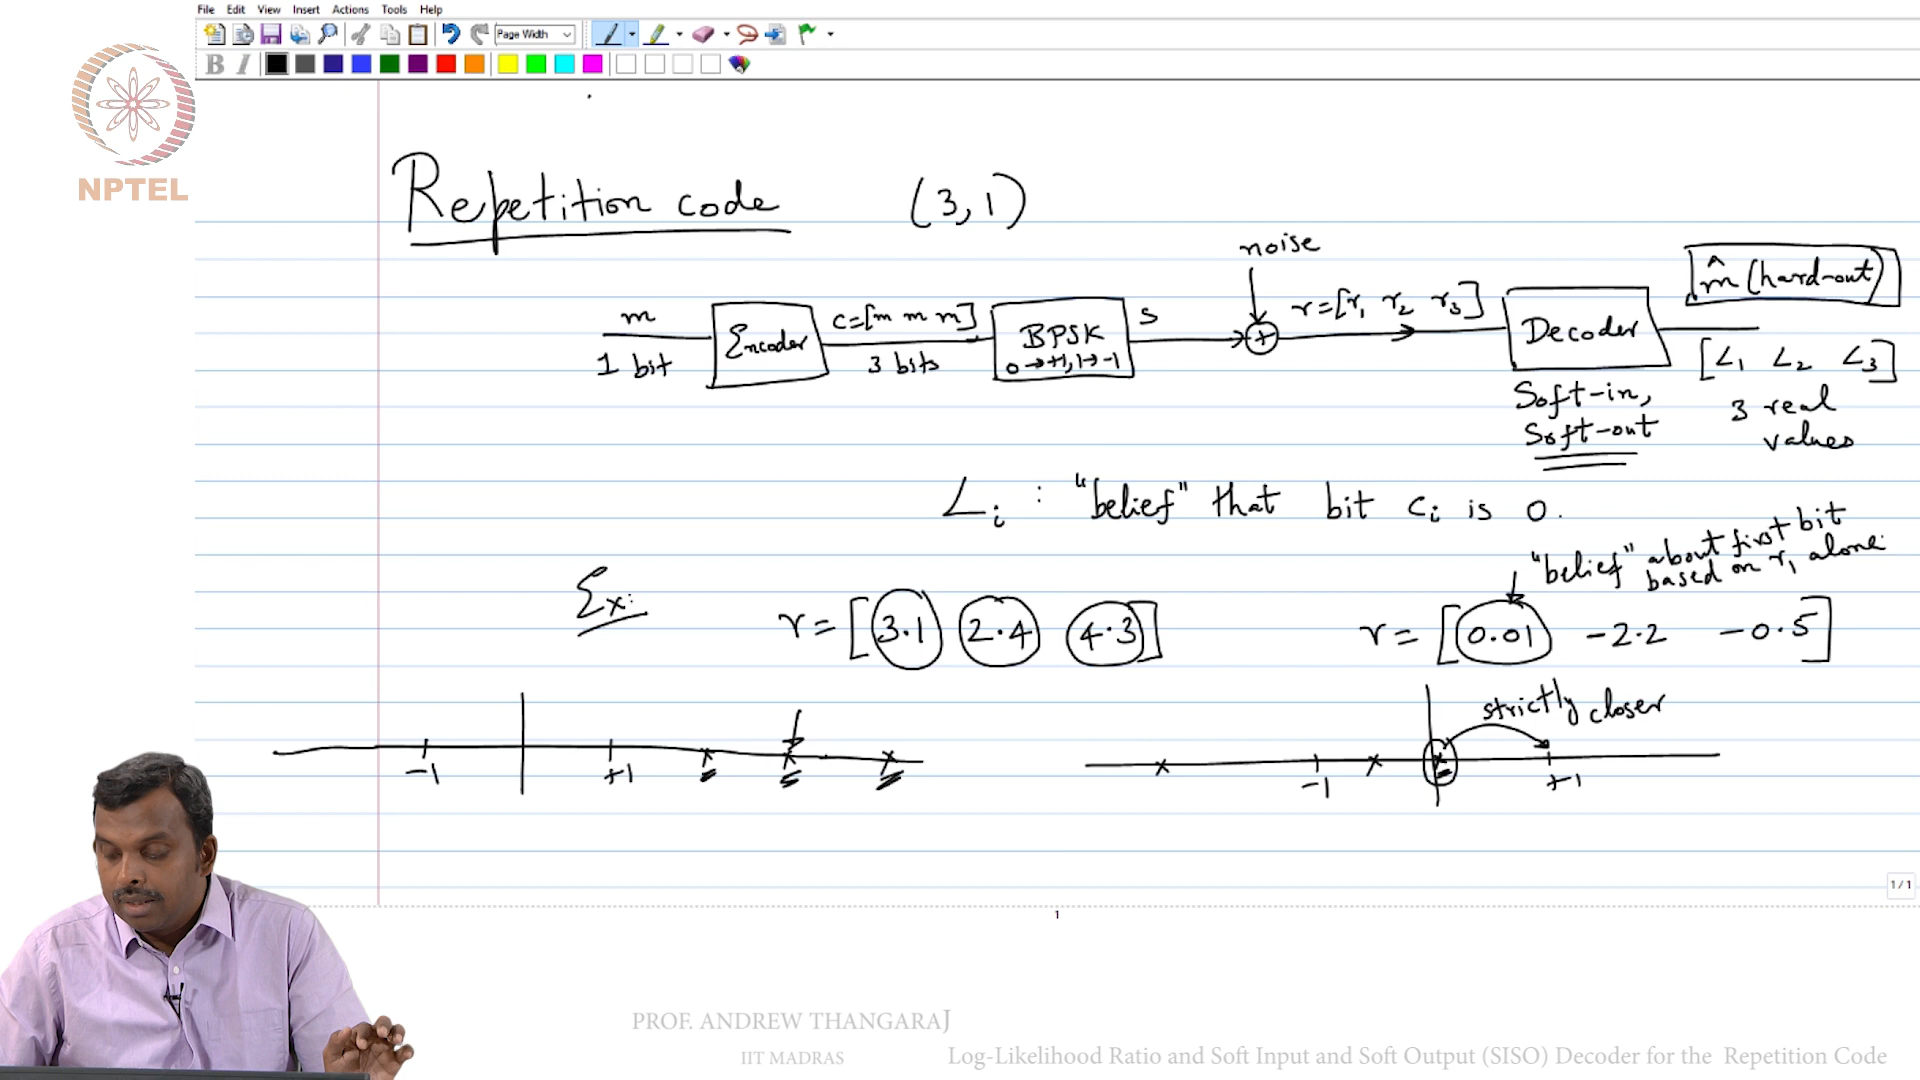 File Edit View Insert Actions Tools Help
Page Width
B I
NPTEL
Repetition code (3,1)
noise
m̂ (hard-out)
m
1 bit
Encoder
c=[m m m]
3 bits
BPSK
0→+1,1→-1
s
+
r=[r₁ r₂ r₃]
Decoder
[L₁ L₂ L₃]
Soft-in,
Soft-out
3 real
values
Lᵢ : "belief" that bit cᵢ is 0.
"belief" about first bit
based on r₁ alone.
Ex:
r= [3.1 2.4 4.3]
r= [0.01 -2.2 -0.5]
strictly closer
-1 +1
-1 +1
1/1
1
PROF. ANDREW THANGARAJ
IIT MADRAS
Log-Likelihood Ratio and Soft Input and Soft Output (SISO) Decoder for the Repetition Code